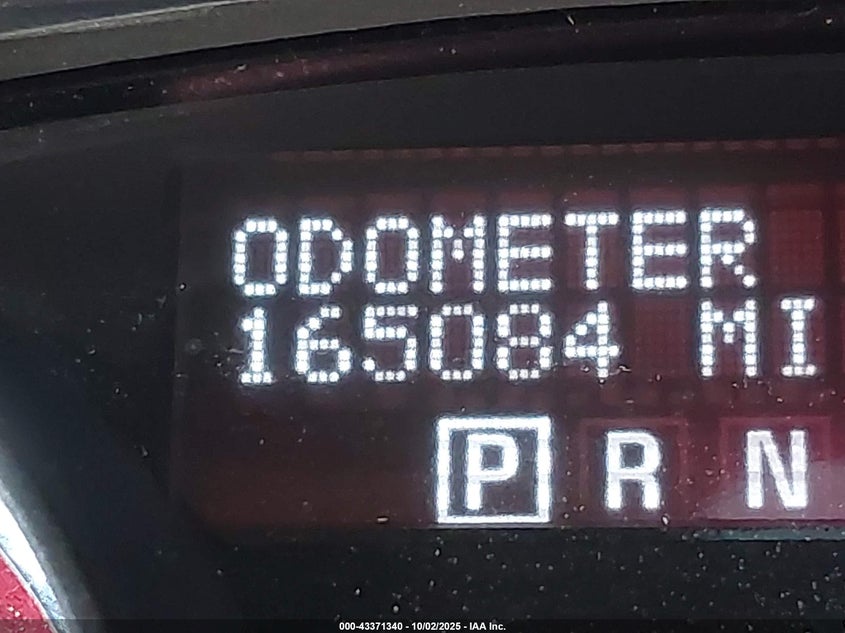 ODOMETER
165084 MI
P R N
000-43371340 - 10/02/2025 - IAA Inc.